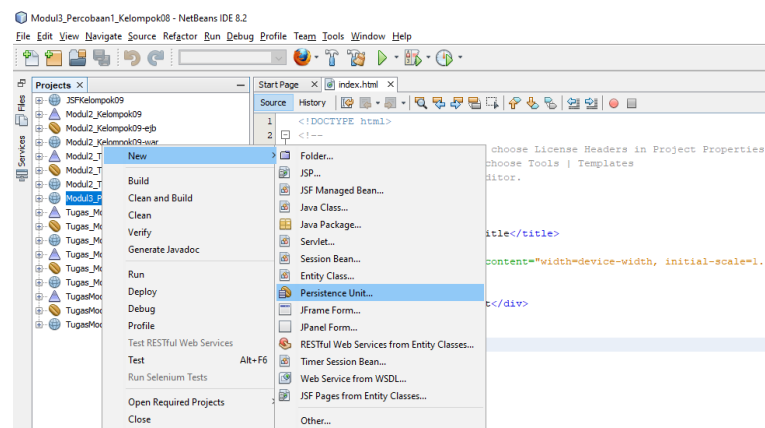 Modul3_Percobaan1_Kelompok08 - NetBeans IDE 8.2
File Edit View Navigate Source Refactor Run Debug Profile Team Tools Window Help
Projects
Start Page
index.html
Source History
Files
Services
JSFKelompok09
Modul2_Kelompok09
Modul2_Kelompok09-ejb
Modul2_Kelompok09-war
Modul2_T
Modul2_T
Modul2_T
Modul3_P
Tugas_Mo
Tugas_Mo
Tugas_Mo
Tugas_Mo
Tugas_Mo
Tugas_Mo
TugasMod
TugasMod
TugasMod
New
Build
Clean and Build
Clean
Verify
Generate Javadoc
Run
Deploy
Debug
Profile
Test RESTful Web Services
Test Alt+F6
Run Selenium Tests
Open Required Projects
Close
Folder...
JSP...
JSF Managed Bean...
Java Class...
Java Package...
Servlet...
Session Bean...
Entity Class...
Persistence Unit...
JFrame Form...
JPanel Form...
RESTful Web Services from Entity Classes...
Timer Session Bean...
Web Service from WSDL...
JSF Pages from Entity Classes...
Other...
1 <!DOCTYPE html>
2 <!--
choose License Headers in Project Properties
choose Tools | Templates
ditor.
itle</title>
content="width=device-width, initial-scale=1.
t</div>